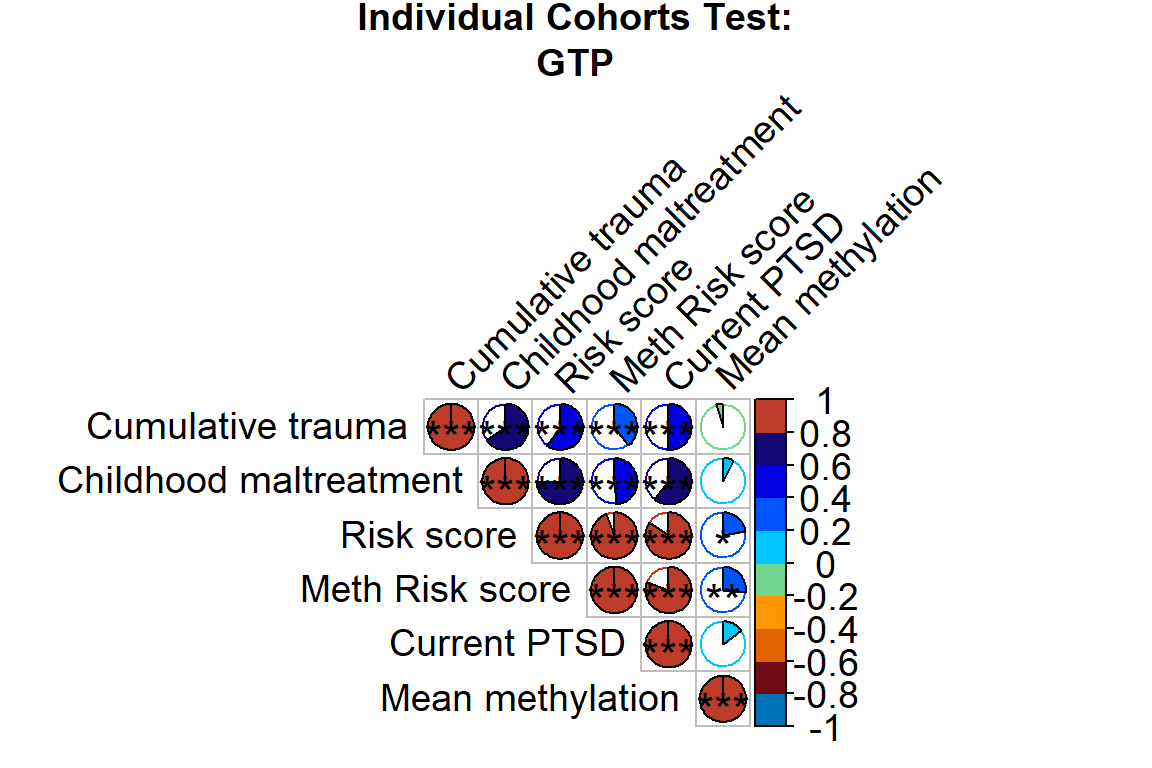 Individual Cohorts Test:
GTP
Cumulative trauma
Childhood maltreatment
Risk score
Meth Risk score
Current PTSD
Mean methylation
Cumulative trauma
*** *** *** *** ***
Childhood maltreatment
*** *** *** ***
Risk score
*** *** *** *
Meth Risk score
*** *** **
Current PTSD
***
Mean methylation
***
1
0.8
0.6
0.4
0.2
0
-0.2
-0.4
-0.6
-0.8
-1